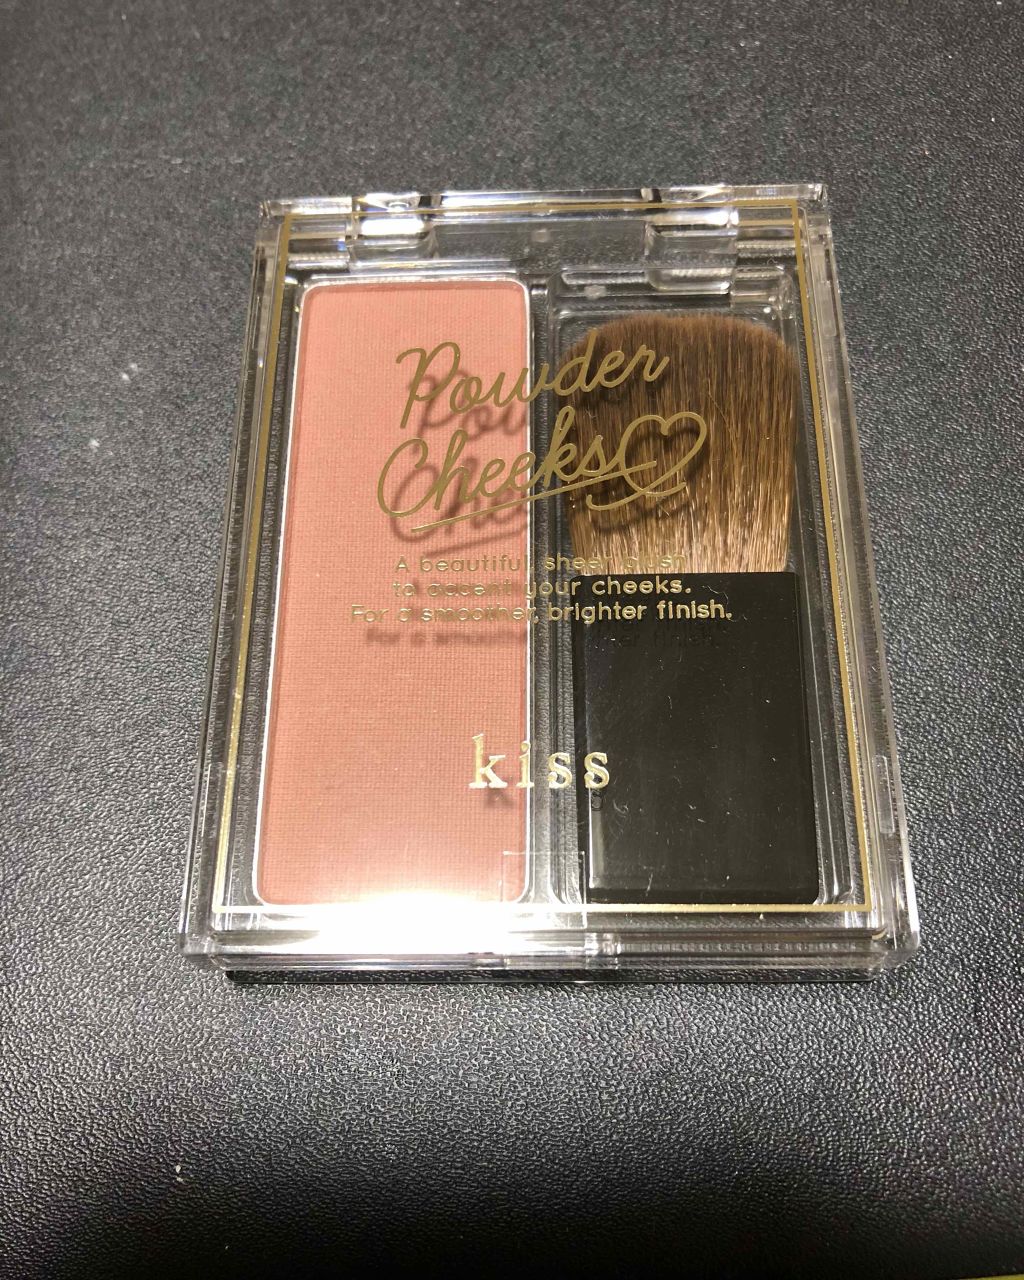 Powder
Cheeks
A beautiful, sheer blush
to accent your cheeks.
For a smoother, brighter finish.
kiss